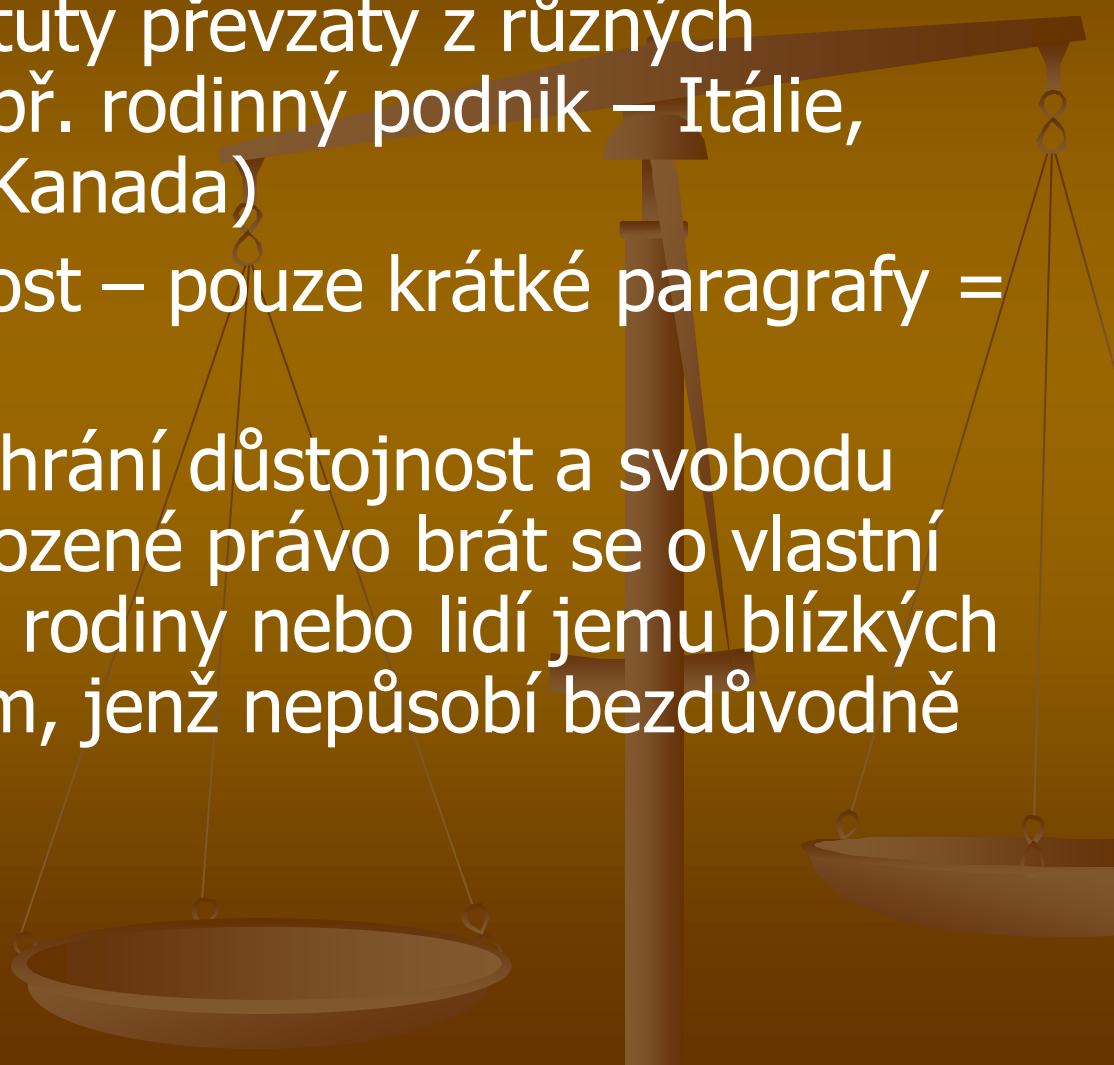 tuty převzaty z různých
př. rodinný podnik – Itálie,
Kanada)
ost – pouze krátké paragrafy =
hrání důstojnost a svobodu
ozené právo brát se o vlastní
rodiny nebo lidí jemu blízkých
m, jenž nepůsobí bezdůvodně